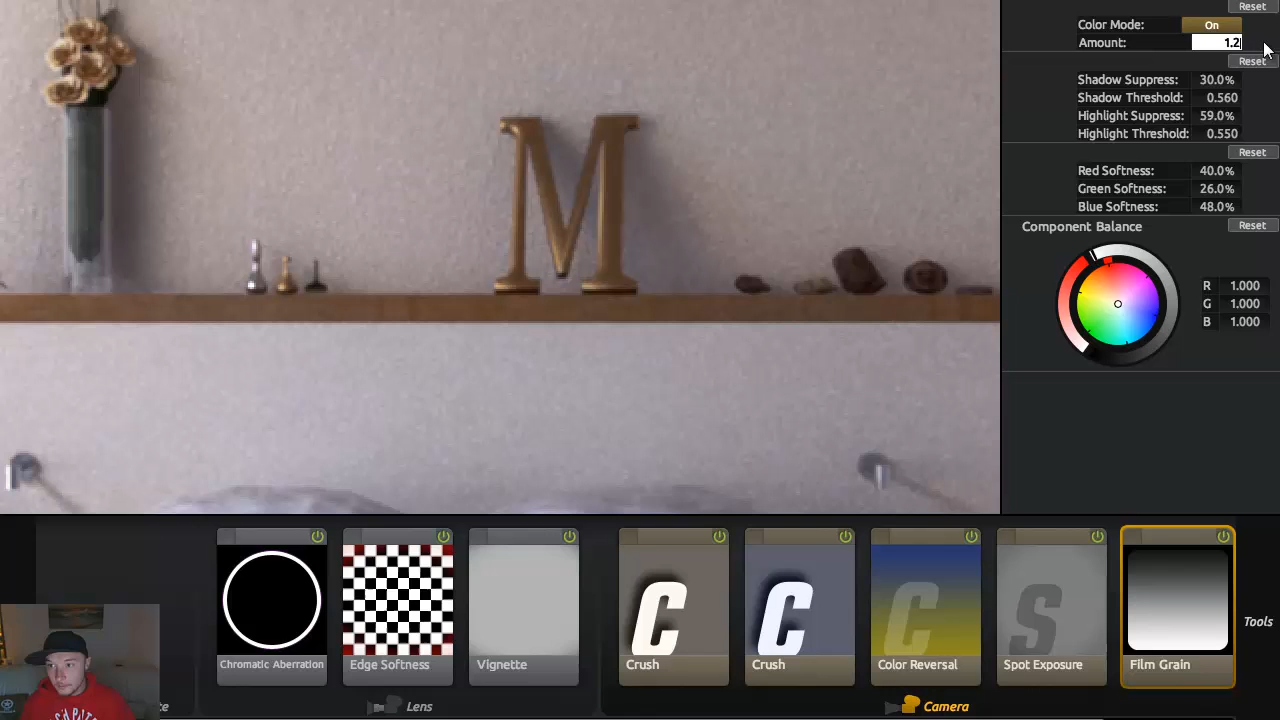 Reset
Color Mode: On
Amount: 1.2
Reset
Shadow Suppress: 30.0%
Shadow Threshold: 0.560
Highlight Suppress: 59.0%
Highlight Threshold: 0.550
Reset
Red Softness: 40.0%
Green Softness: 26.0%
Blue Softness: 48.0%
Component Balance Reset
R 1.000
G 1.000
B 1.000
M
C C C S
Chromatic Aberration Edge Softness Vignette Crush Crush Color Reversal Spot Exposure Film Grain
Tools
Lens Camera